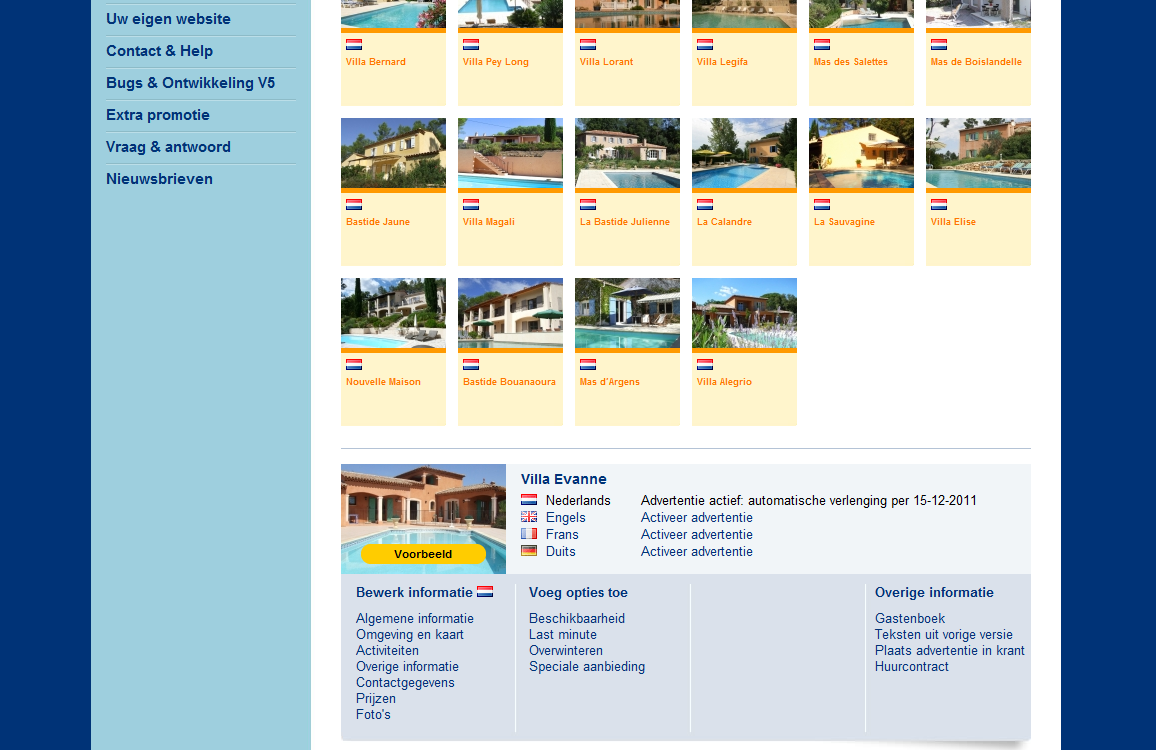 Uw eigen website
Contact & Help
Bugs & Ontwikkeling V5
Extra promotie
Vraag & antwoord
Nieuwsbrieven
Villa Bernard
Villa Pey Long
Villa Lorant
Villa Legifa
Mas des Salettes
Mas de Boislandelle
Bastide Jaune
Villa Magali
La Bastide Julienne
La Calandre
La Sauvagine
Villa Elise
Nouvelle Maison
Bastide Bouanaoura
Mas d'Argens
Villa Alegrio
Voorbeeld
Villa Evanne
Nederlands Advertentie actief: automatische verlenging per 15-12-2011
Engels Activeer advertentie
Frans Activeer advertentie
Duits Activeer advertentie
Bewerk informatie
Algemene informatie
Omgeving en kaart
Activiteiten
Overige informatie
Contactgegevens
Prijzen
Foto's
Voeg opties toe
Beschikbaarheid
Last minute
Overwinteren
Speciale aanbieding
Overige informatie
Gastenboek
Teksten uit vorige versie
Plaats advertentie in krant
Huurcontract